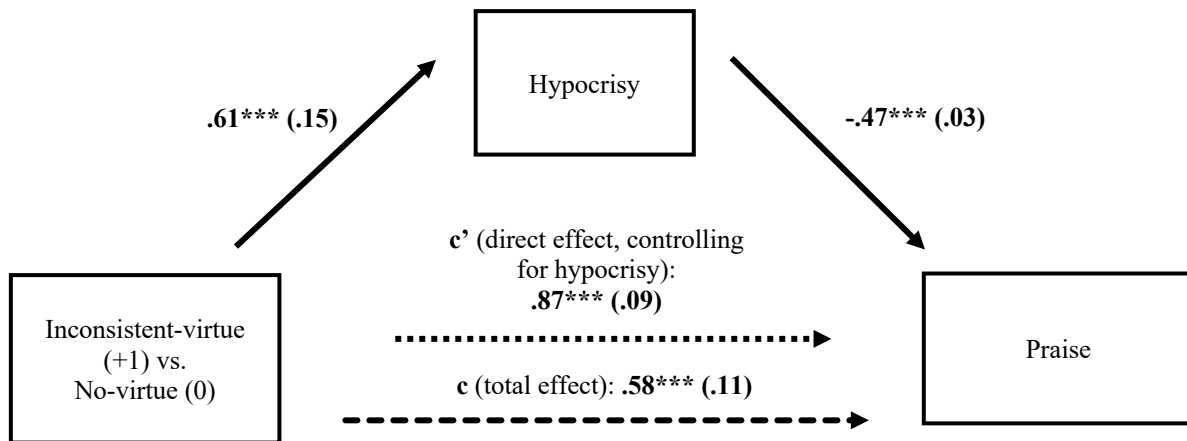 Hypocrisy
.61*** (.15)
-.47*** (.03)
c’ (direct effect, controlling
for hypocrisy):
.87*** (.09)
Inconsistent-virtue
(+1) vs.
No-virtue (0)
Praise
c (total effect): .58*** (.11)